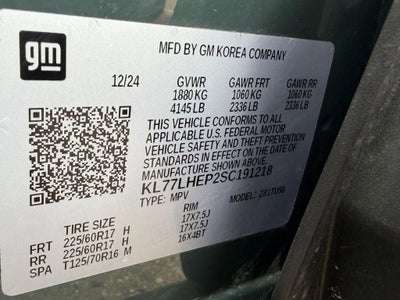 gm
MFD BY GM KOREA COMPANY
12/24 GVWR GAWR FRT GAWR RR
1880 KG 1060 KG 1060 KG
4145 LB 2336 LB 2336 LB
THIS VEHICLE CONFORMS TO ALL
APPLICABLE U.S. FEDERAL MOTOR
VEHICLE SAFETY AND THEFT PREVENTION
STANDARDS IN EFFECT ON THE DATE OF
MANUFACTURE SHOWN ABOVE.
KL77LHEP2SC191218
TYPE: MPV MODEL:
TIRE SIZE RIM
FRT 225/60R17 H 17X7.5J
RR 225/60R17 H 17X7.5J
SPA T125/70R16 M 16X4BT